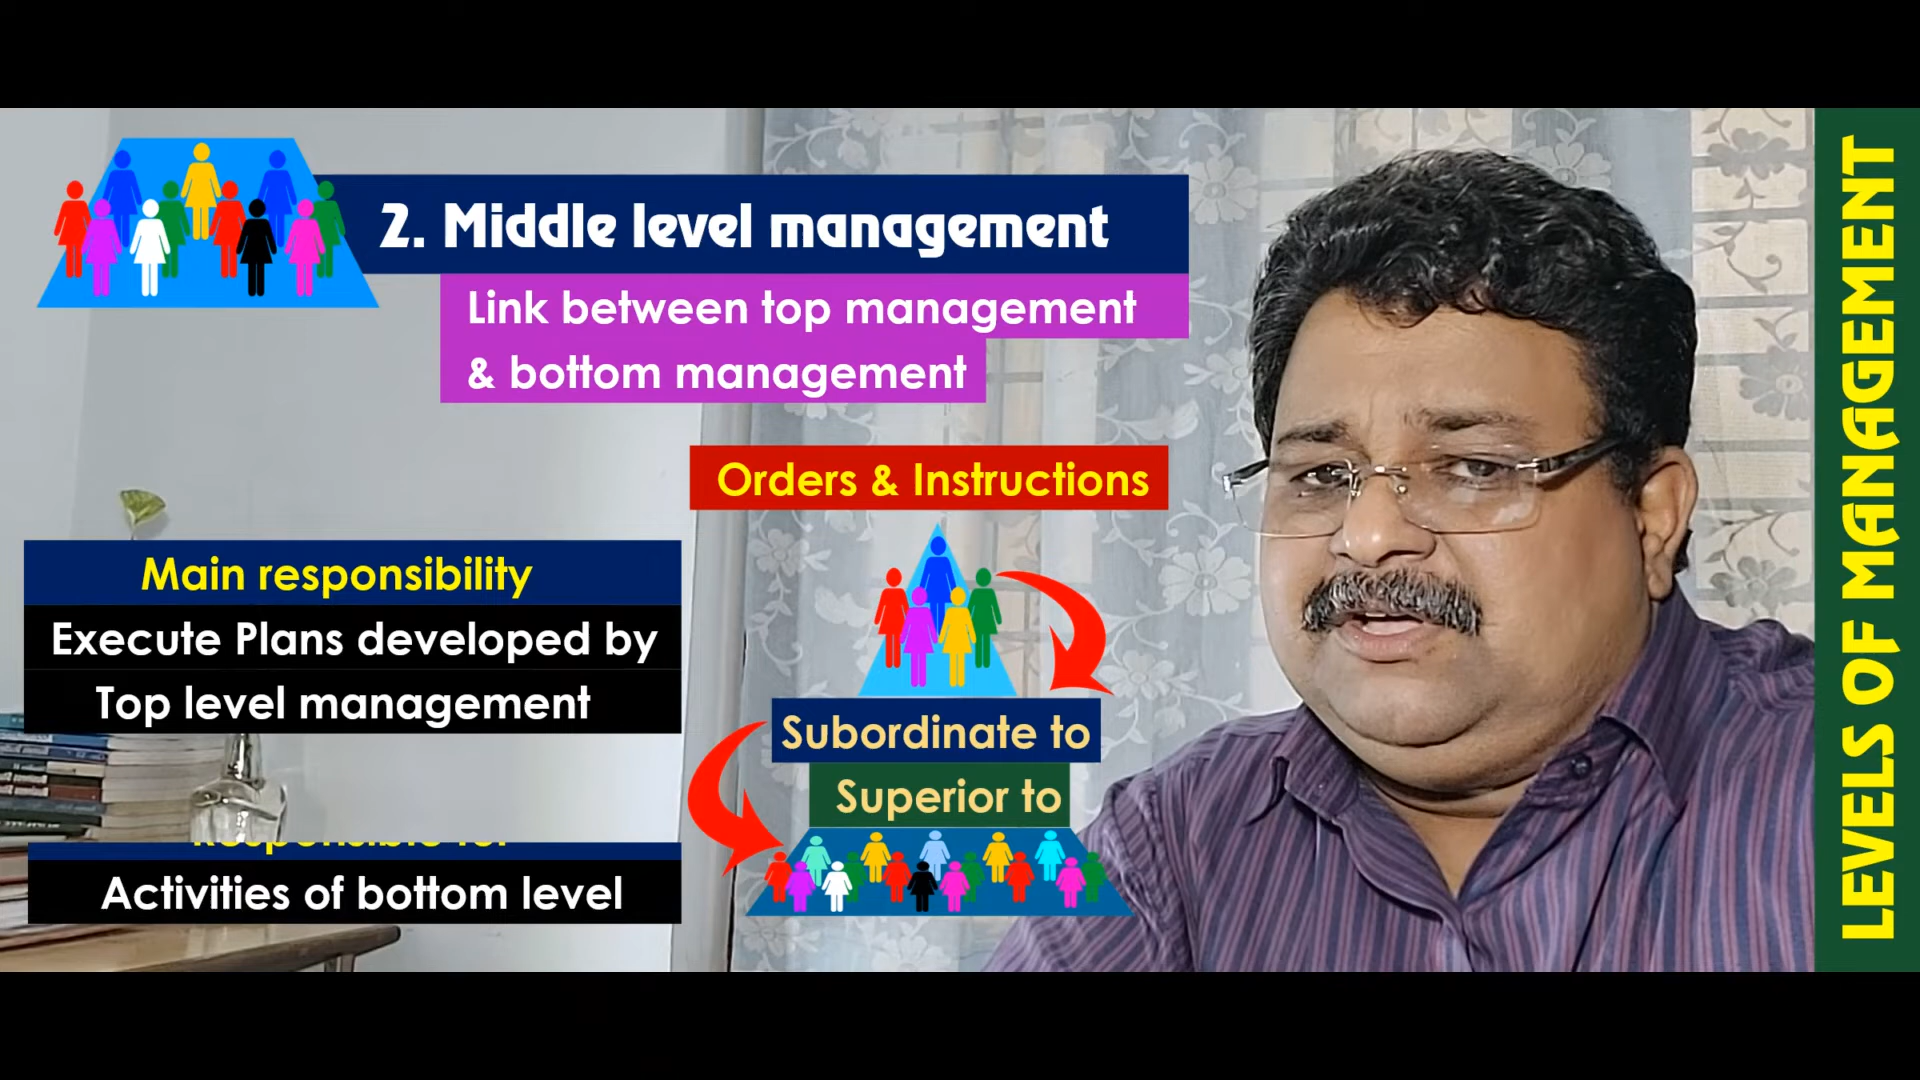 2. Middle level management
Link between top management
& bottom management
Orders & Instructions
Main responsibility
Execute Plans developed by
Top level management
Subordinate to
Superior to
Activities of bottom level
LEVELS OF MANAGEMENT